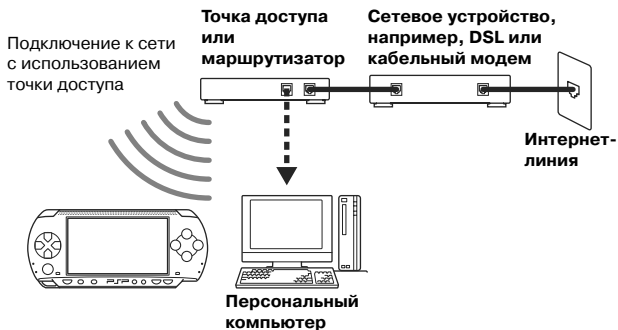 Подключение к сети
с использованием
точки доступа
Точка доступа
или
маршрутизатор
Сетевое устройство,
например, DSL или
кабельный модем
Интернет-
линия
Персональный
компьютер
PSP